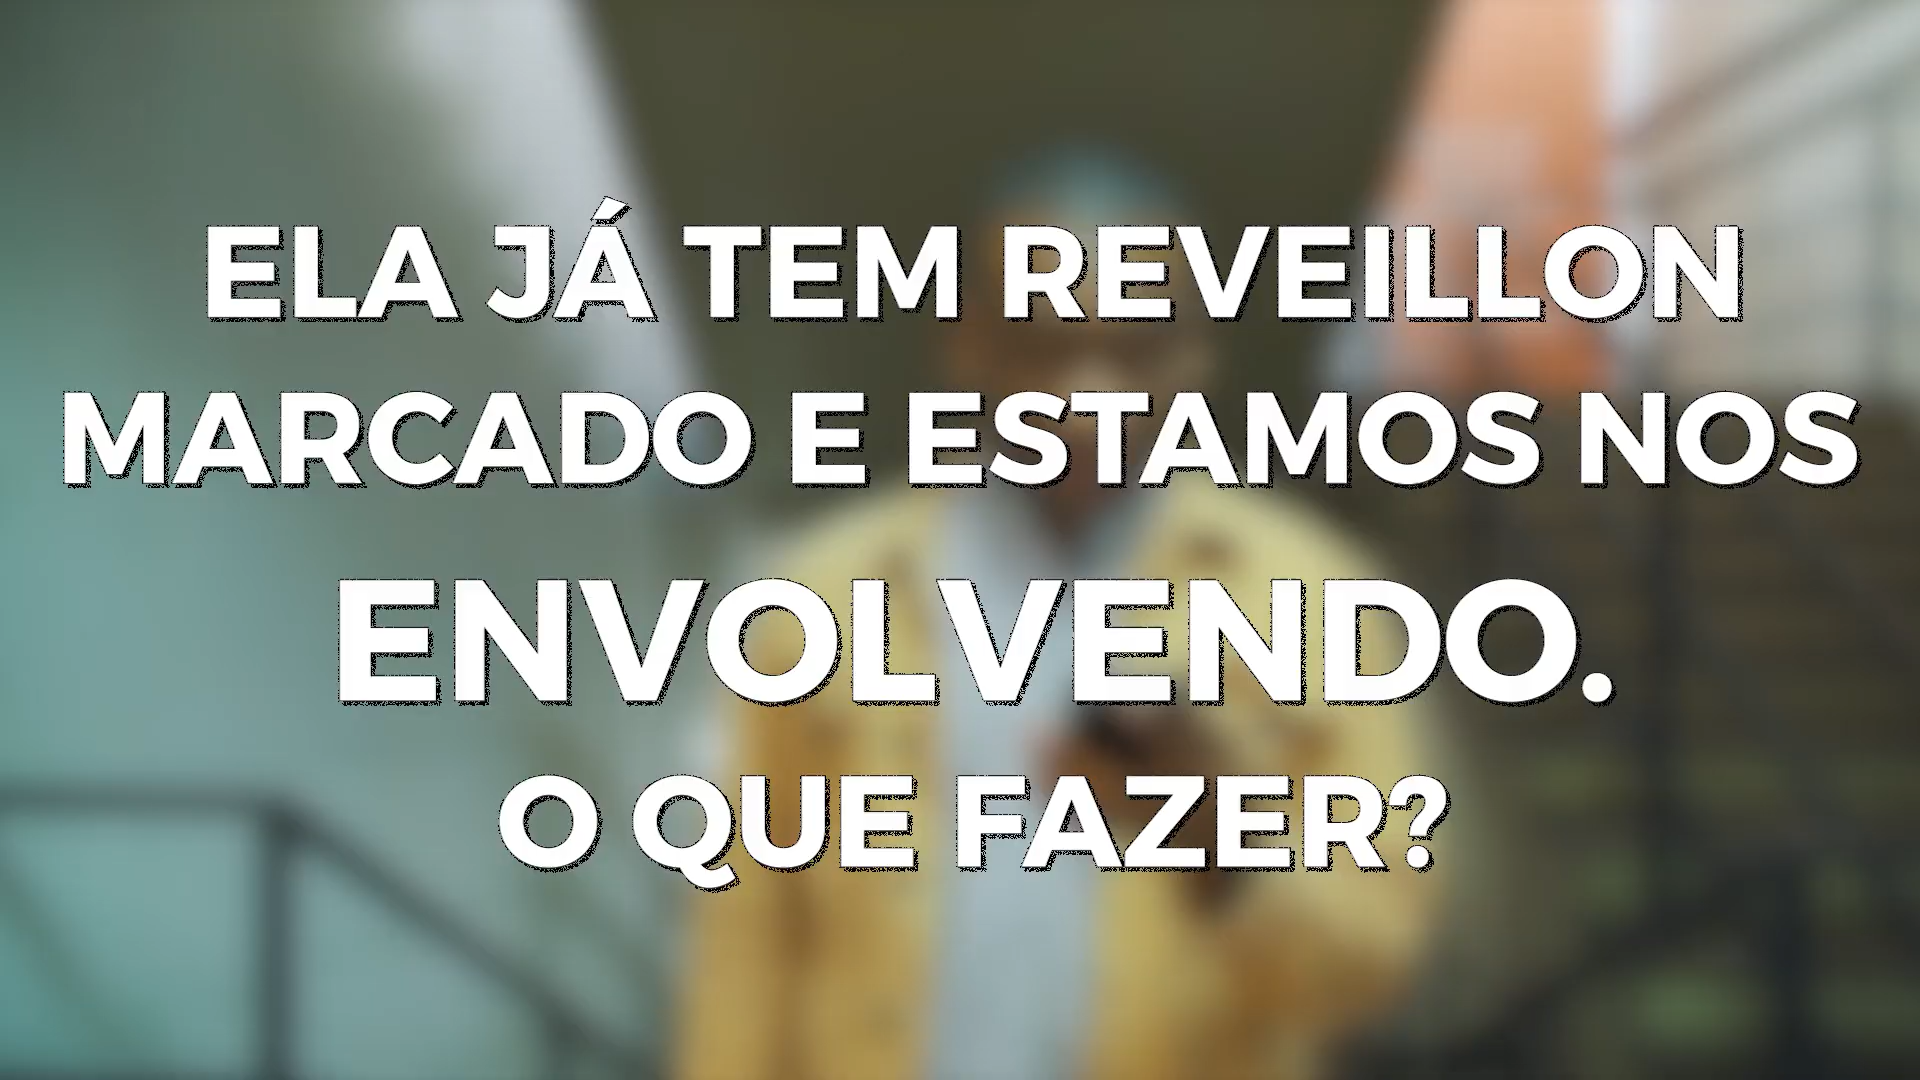 ELA JÁ TEM REVEILLON
MARCADO E ESTAMOS NOS
ENVOLVENDO.
O QUE FAZER?